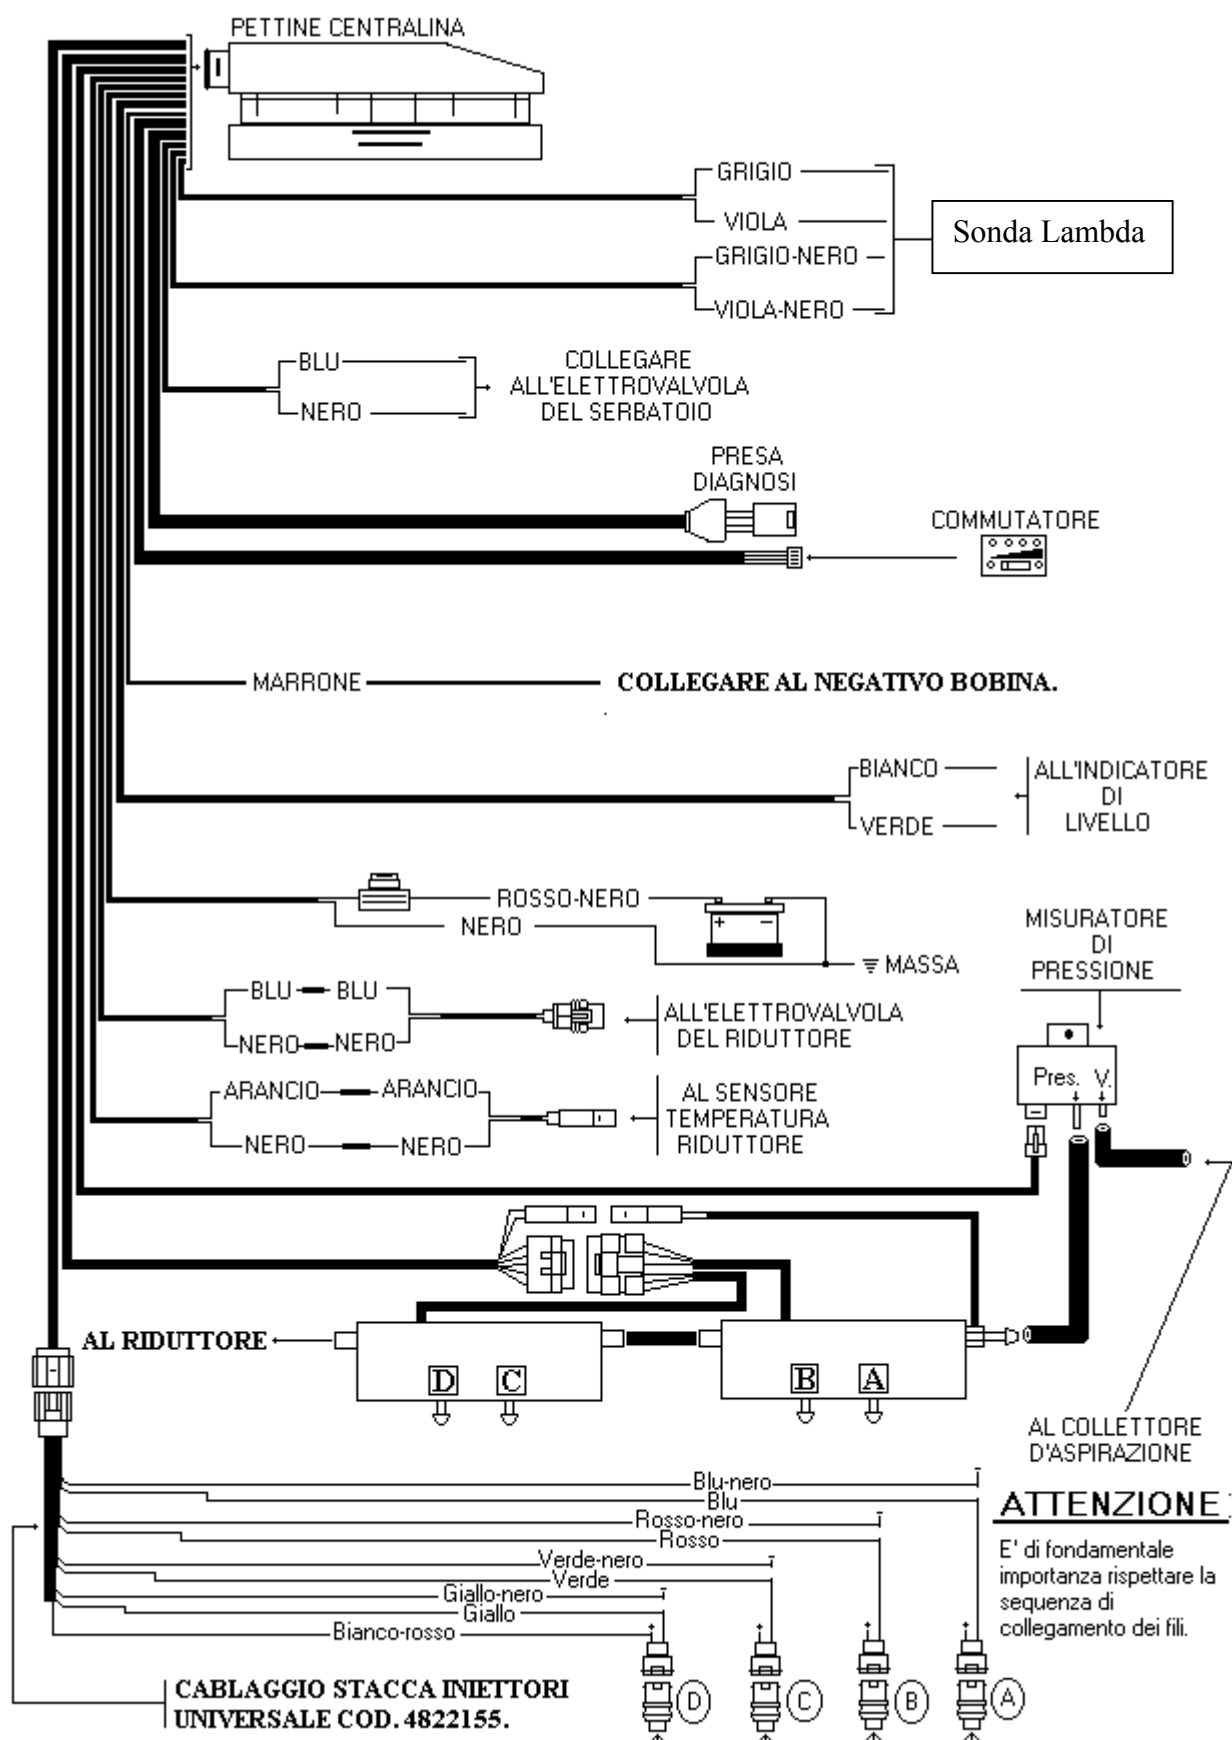 PETTINE CENTRALINA
GRIGIO
VIOLA
Sonda Lambda
GRIGIO-NERO
VIOLA-NERO
BLU
NERO
COLLEGARE
ALL'ELETTROVALVOLA
DEL SERBATOIO
PRESA
DIAGNOSI
COMMUTATORE
MARRONE
COLLEGARE AL NEGATIVO BOBINA.
BIANCO
VERDE
ALL'INDICATORE
DI
LIVELLO
ROSSO-NERO
NERO
+ −
MASSA
MISURATORE
DI
PRESSIONE
BLU BLU
NERO NERO
ALL'ELETTROVALVOLA
DEL RIDUTTORE
Pres. V.
ARANCIO ARANCIO
NERO NERO
AL SENSORE
TEMPERATURA
RIDUTTORE
AL RIDUTTORE
D C B A
AL COLLETTORE
D'ASPIRAZIONE
Blu-nero
Blu
Rosso-nero
Rosso
Verde-nero
Verde
Giallo-nero
Giallo
Bianco-rosso
ATTENZIONE:
E' di fondamentale
importanza rispettare la
sequenza di
collegamento dei fili.
+ + + +
D C B A
CABLAGGIO STACCA INIETTORI
UNIVERSALE COD. 4822155.